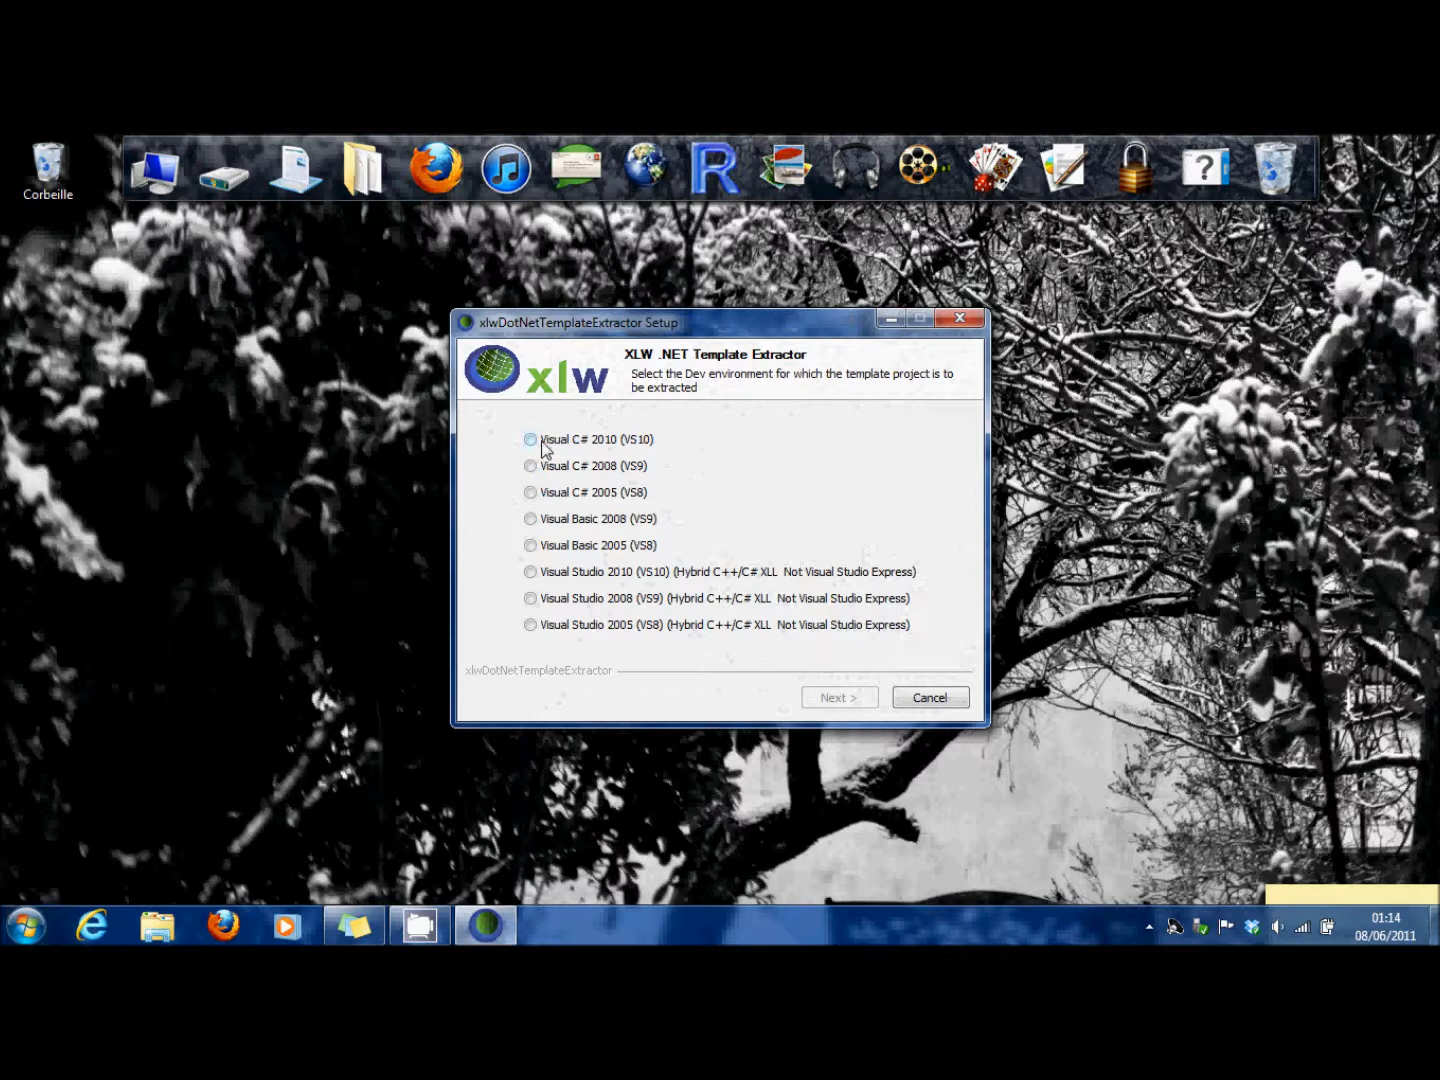 Corbeille
R
?
xlwDotNetTemplateExtractor Setup
xlw
XLW .NET Template Extractor
Select the Dev environment for which the template project is to
be extracted
Visual C# 2010 (VS10)
Visual C# 2008 (VS9)
Visual C# 2005 (VS8)
Visual Basic 2008 (VS9)
Visual Basic 2005 (VS8)
Visual Studio 2010 (VS10) (Hybrid C++/C# XLL Not Visual Studio Express)
Visual Studio 2008 (VS9) (Hybrid C++/C# XLL Not Visual Studio Express)
Visual Studio 2005 (VS8) (Hybrid C++/C# XLL Not Visual Studio Express)
xlwDotNetTemplateExtractor
Next >
Cancel
01:14
08/06/2011